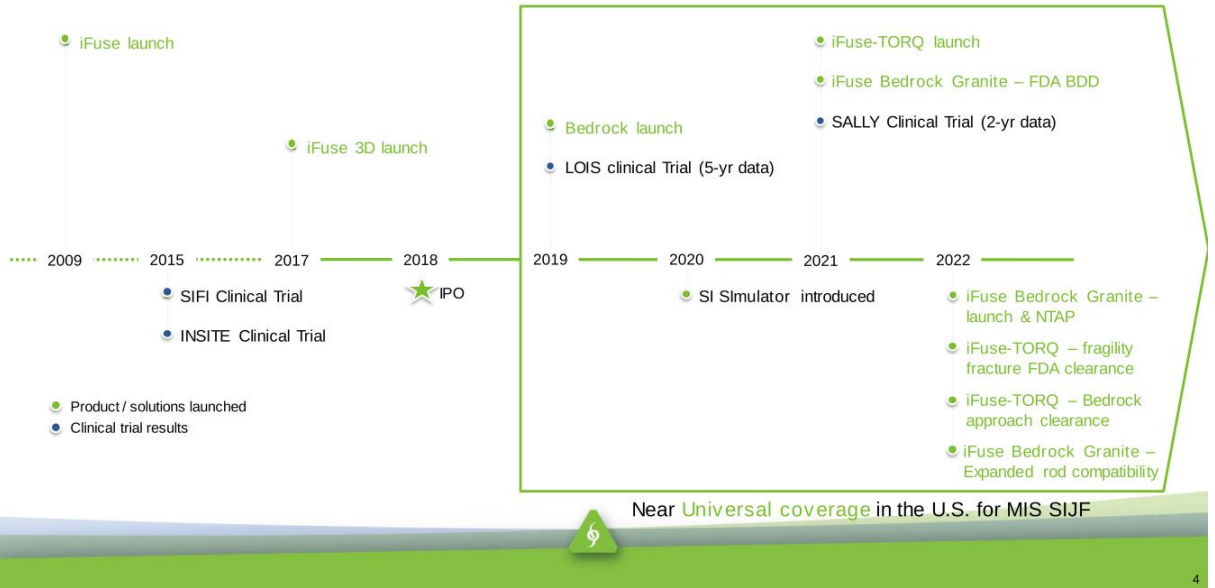 iFuse launch
iFuse 3D launch
Bedrock launch
LOIS clinical Trial (5-yr data)
iFuse-TORQ launch
iFuse Bedrock Granite – FDA BDD
SALLY Clinical Trial (2-yr data)
2009
2015
2017
2018
2019
2020
2021
2022
SIFI Clinical Trial
INSITE Clinical Trial
IPO
SI SImulator introduced
iFuse Bedrock Granite –
launch & NTAP
iFuse-TORQ – fragility
fracture FDA clearance
iFuse-TORQ – Bedrock
approach clearance
iFuse Bedrock Granite –
Expanded rod compatibility
Product / solutions launched
Clinical trial results
Near Universal coverage in the U.S. for MIS SIJF
4